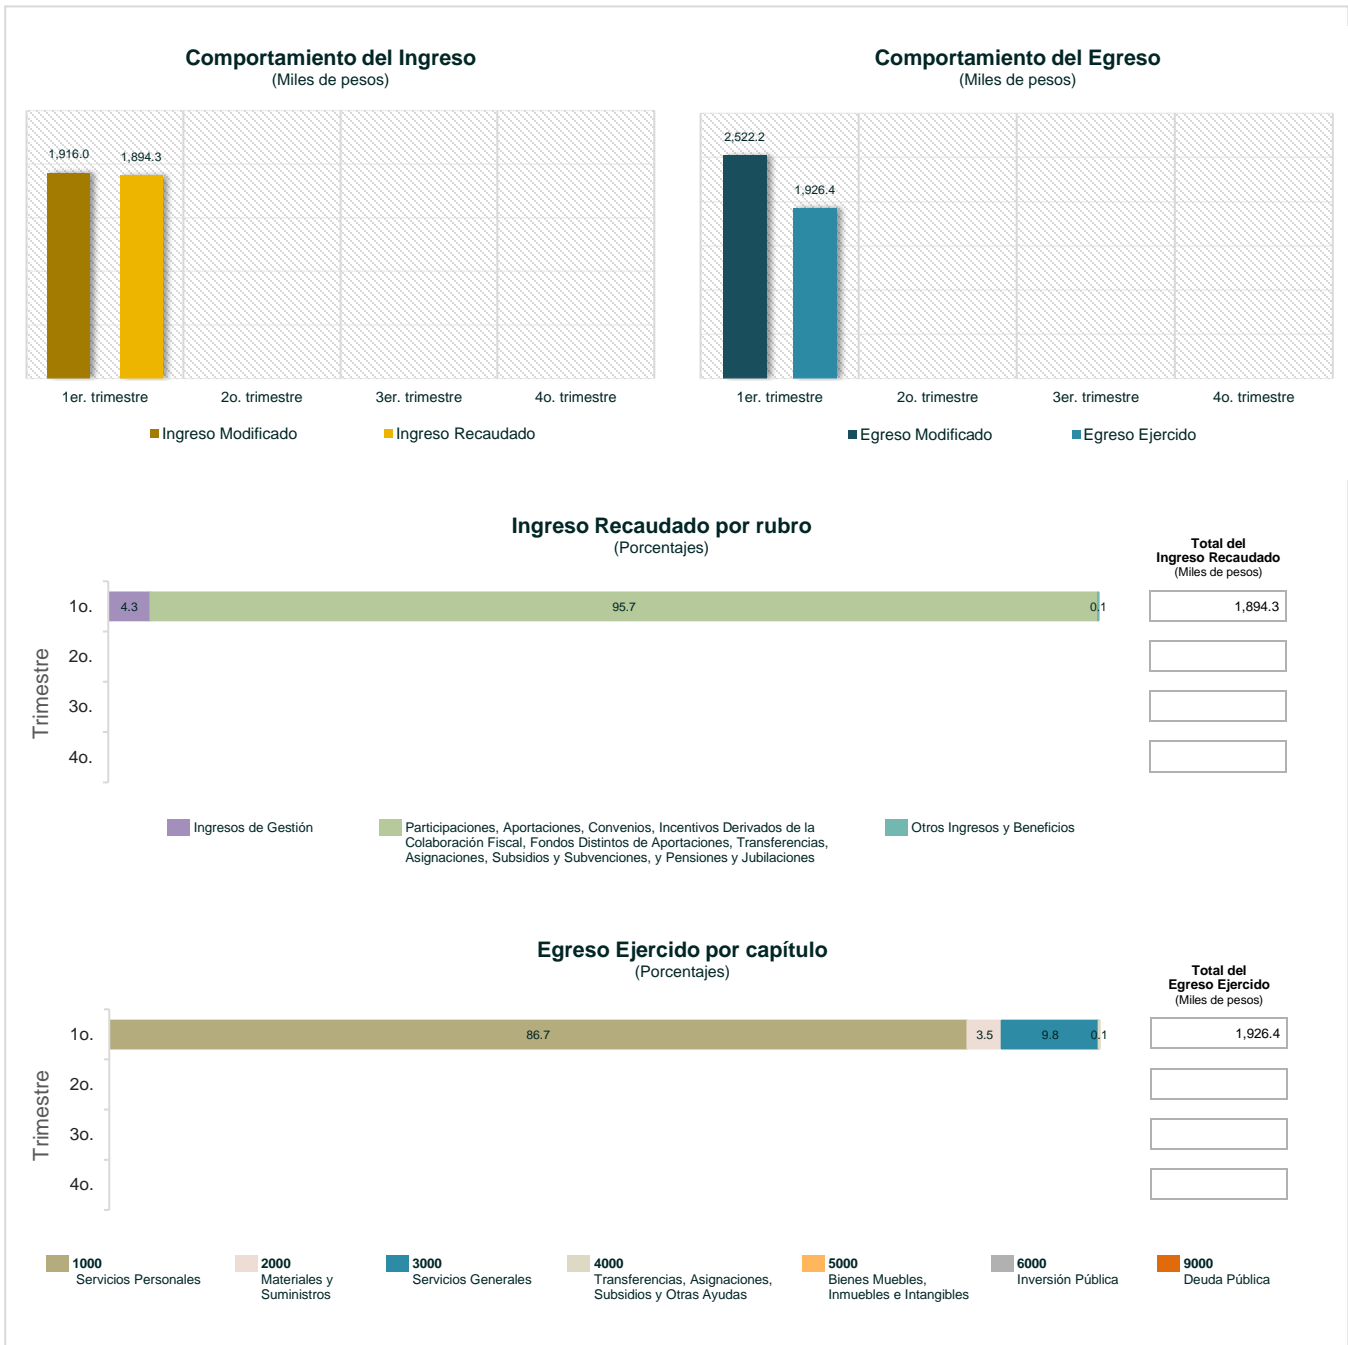 Comportamiento del Ingreso
(Miles de pesos)
1,916.0
1,894.3
1er. trimestre
2o. trimestre
3er. trimestre
4o. trimestre
Ingreso Modificado
Ingreso Recaudado
Comportamiento del Egreso
(Miles de pesos)
2,522.2
1,926.4
1er. trimestre
2o. trimestre
3er. trimestre
4o. trimestre
Egreso Modificado
Egreso Ejercido
Ingreso Recaudado por rubro
(Porcentajes)
Total del
Ingreso Recaudado
(Miles de pesos)
Trimestre
1o.
4.3
95.7
0.1
1,894.3
2o.
3o.
4o.
Ingresos de Gestión
Participaciones, Aportaciones, Convenios, Incentivos Derivados de la
Colaboración Fiscal, Fondos Distintos de Aportaciones, Transferencias,
Asignaciones, Subsidios y Subvenciones, y Pensiones y Jubilaciones
Otros Ingresos y Beneficios
Egreso Ejercido por capítulo
(Porcentajes)
Total del
Egreso Ejercido
(Miles de pesos)
Trimestre
1o.
86.7
3.5
9.8
0.1
1,926.4
2o.
3o.
4o.
1000
Servicios Personales
2000
Materiales y
Suministros
3000
Servicios Generales
4000
Transferencias, Asignaciones,
Subsidios y Otras Ayudas
5000
Bienes Muebles,
Inmuebles e Intangibles
6000
Inversión Pública
9000
Deuda Pública